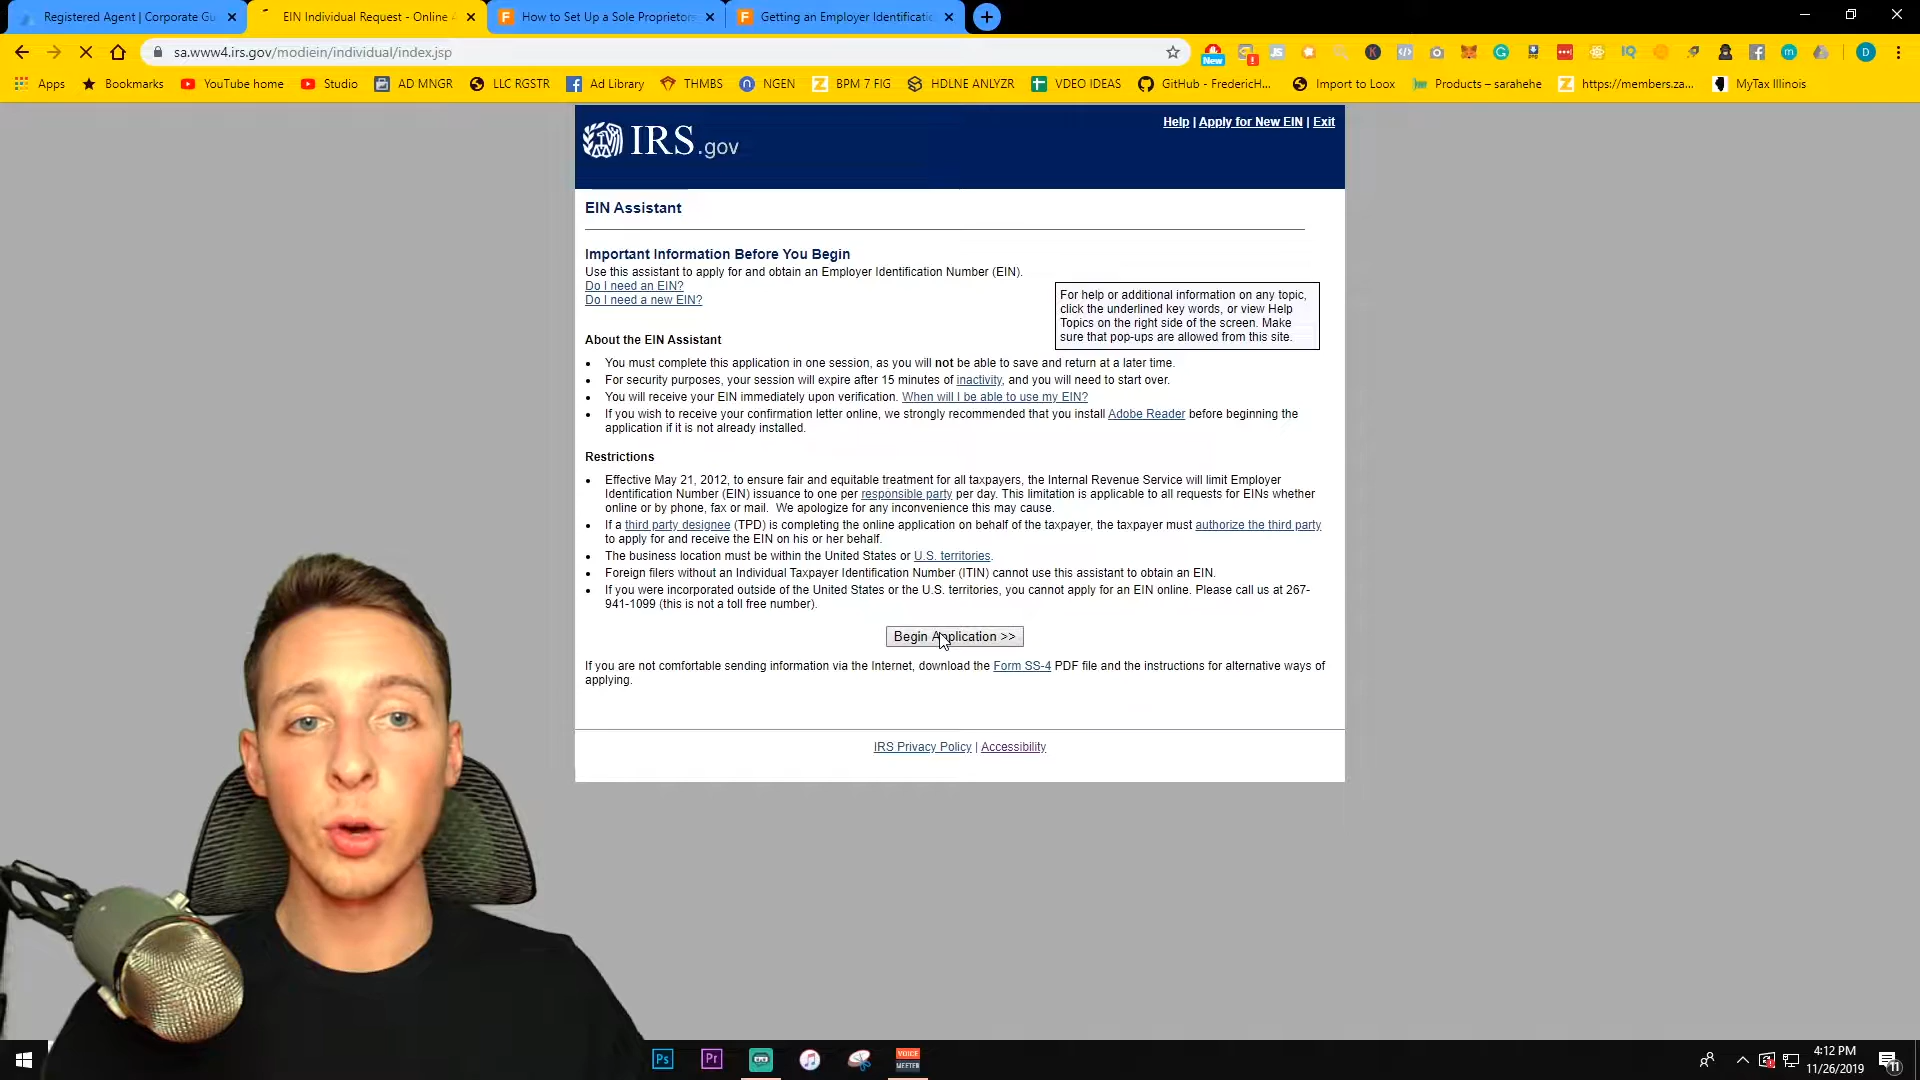 Registered Agent | Corporate Gu
EIN Individual Request - Online
How to Set Up a Sole Proprietors
Getting an Employer Identificatio
sa.www4.irs.gov/modiein/individual/index.jsp
New
JS
IQ
D
Apps
Bookmarks
YouTube home
Studio
AD MNGR
LLC RGSTR
Ad Library
THMBS
NGEN
BPM 7 FIG
HDLNE ANLYZR
VDEO IDEAS
GitHub - FredericH...
Import to Loox
Products – sarahehe
https://members.za...
MyTax Illinois
IRS.gov
Help | Apply for New EIN | Exit
EIN Assistant
Important Information Before You Begin
Use this assistant to apply for and obtain an Employer Identification Number (EIN).
Do I need an EIN?
Do I need a new EIN?
For help or additional information on any topic,
click the underlined key words, or view Help
Topics on the right side of the screen. Make
sure that pop-ups are allowed from this site.
About the EIN Assistant
• You must complete this application in one session, as you will not be able to save and return at a later time.
• For security purposes, your session will expire after 15 minutes of inactivity, and you will need to start over.
• You will receive your EIN immediately upon verification. When will I be able to use my EIN?
• If you wish to receive your confirmation letter online, we strongly recommended that you install Adobe Reader before beginning the
application if it is not already installed.
Restrictions
• Effective May 21, 2012, to ensure fair and equitable treatment for all taxpayers, the Internal Revenue Service will limit Employer
Identification Number (EIN) issuance to one per responsible party per day. This limitation is applicable to all requests for EINs whether
online or by phone, fax or mail. We apologize for any inconvenience this may cause.
• If a third party designee (TPD) is completing the online application on behalf of the taxpayer, the taxpayer must authorize the third party
to apply for and receive the EIN on his or her behalf.
• The business location must be within the United States or U.S. territories.
• Foreign filers without an Individual Taxpayer Identification Number (ITIN) cannot use this assistant to obtain an EIN.
• If you were incorporated outside of the United States or the U.S. territories, you cannot apply for an EIN online. Please call us at 267-
941-1099 (this is not a toll free number).
Begin Application >>
If you are not comfortable sending information via the Internet, download the Form SS-4 PDF file and the instructions for alternative ways of
applying.
IRS Privacy Policy | Accessibility
Ps
Pr
VOICE
MEETER
4:12 PM
11/26/2019
11